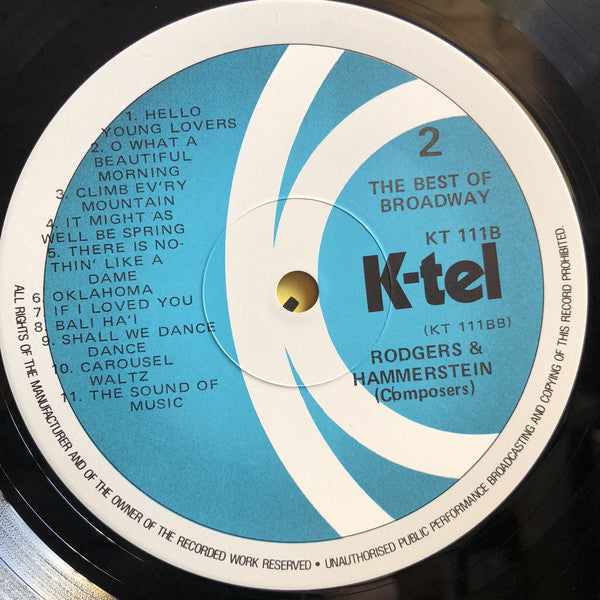 1. HELLO
YOUNG LOVERS
2. O WHAT A
BEAUTIFUL
MORNING
3. CLIMB EV'RY
MOUNTAIN
4. IT MIGHT AS
WELL BE SPRING
5. THERE IS NO-
THIN' LIKE A
DAME
6. OKLAHOMA
7. IF I LOVED YOU
8. BALI HA'I
9. SHALL WE DANCE
DANCE
10. CAROUSEL
WALTZ
11. THE SOUND OF
MUSIC
2
THE BEST OF
BROADWAY
KT 111B
K-tel
(KT 111BB)
RODGERS &
HAMMERSTEIN
(Composers)
ALL RIGHTS OF THE MANUFACTURER AND OF THE OWNER OF THE RECORDED WORK RESERVED • UNAUTHORISED PUBLIC PERFORMANCE BROADCASTING AND COPYING OF THIS RECORD PROHIBITED.